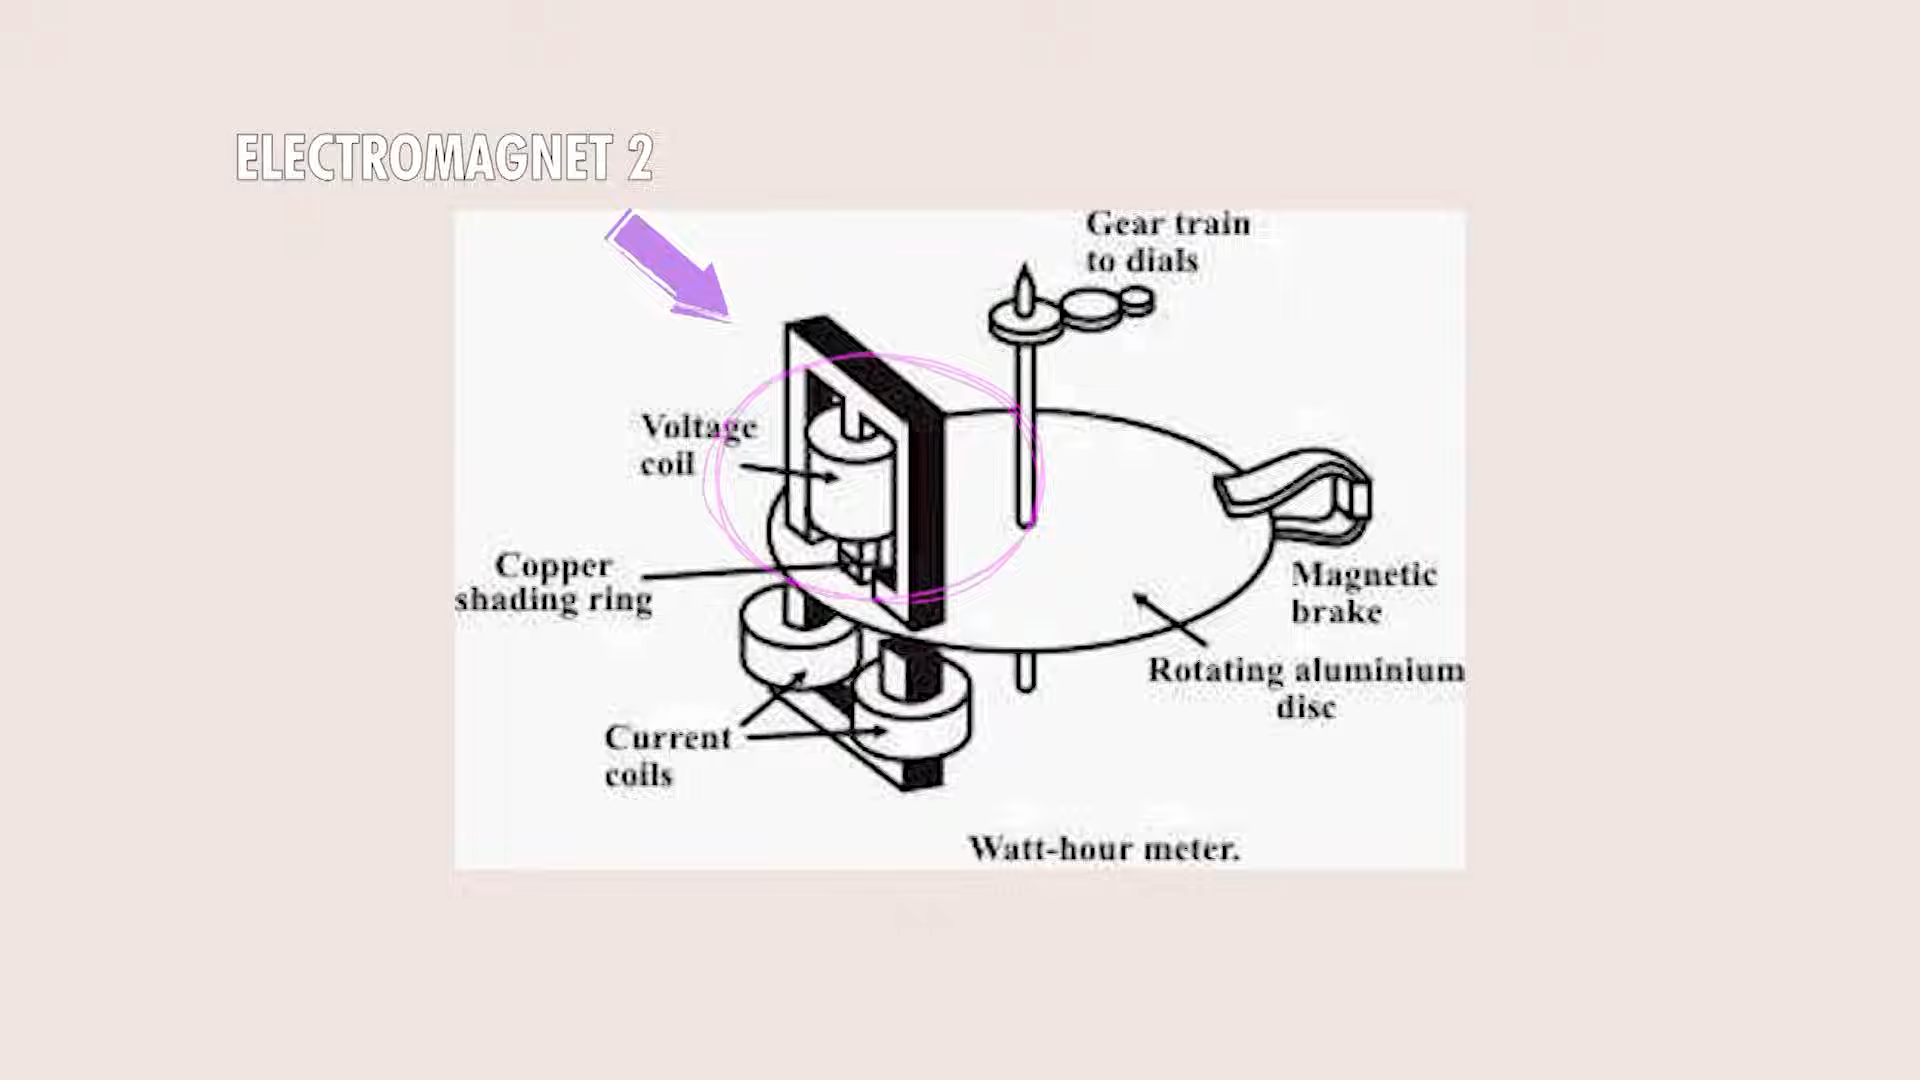 ELECTROMAGNET 2
Gear train
to dials
Voltage
coil
Copper
shading ring
Magnetic
brake
Rotating aluminium
disc
Current
coils
Watt-hour meter.